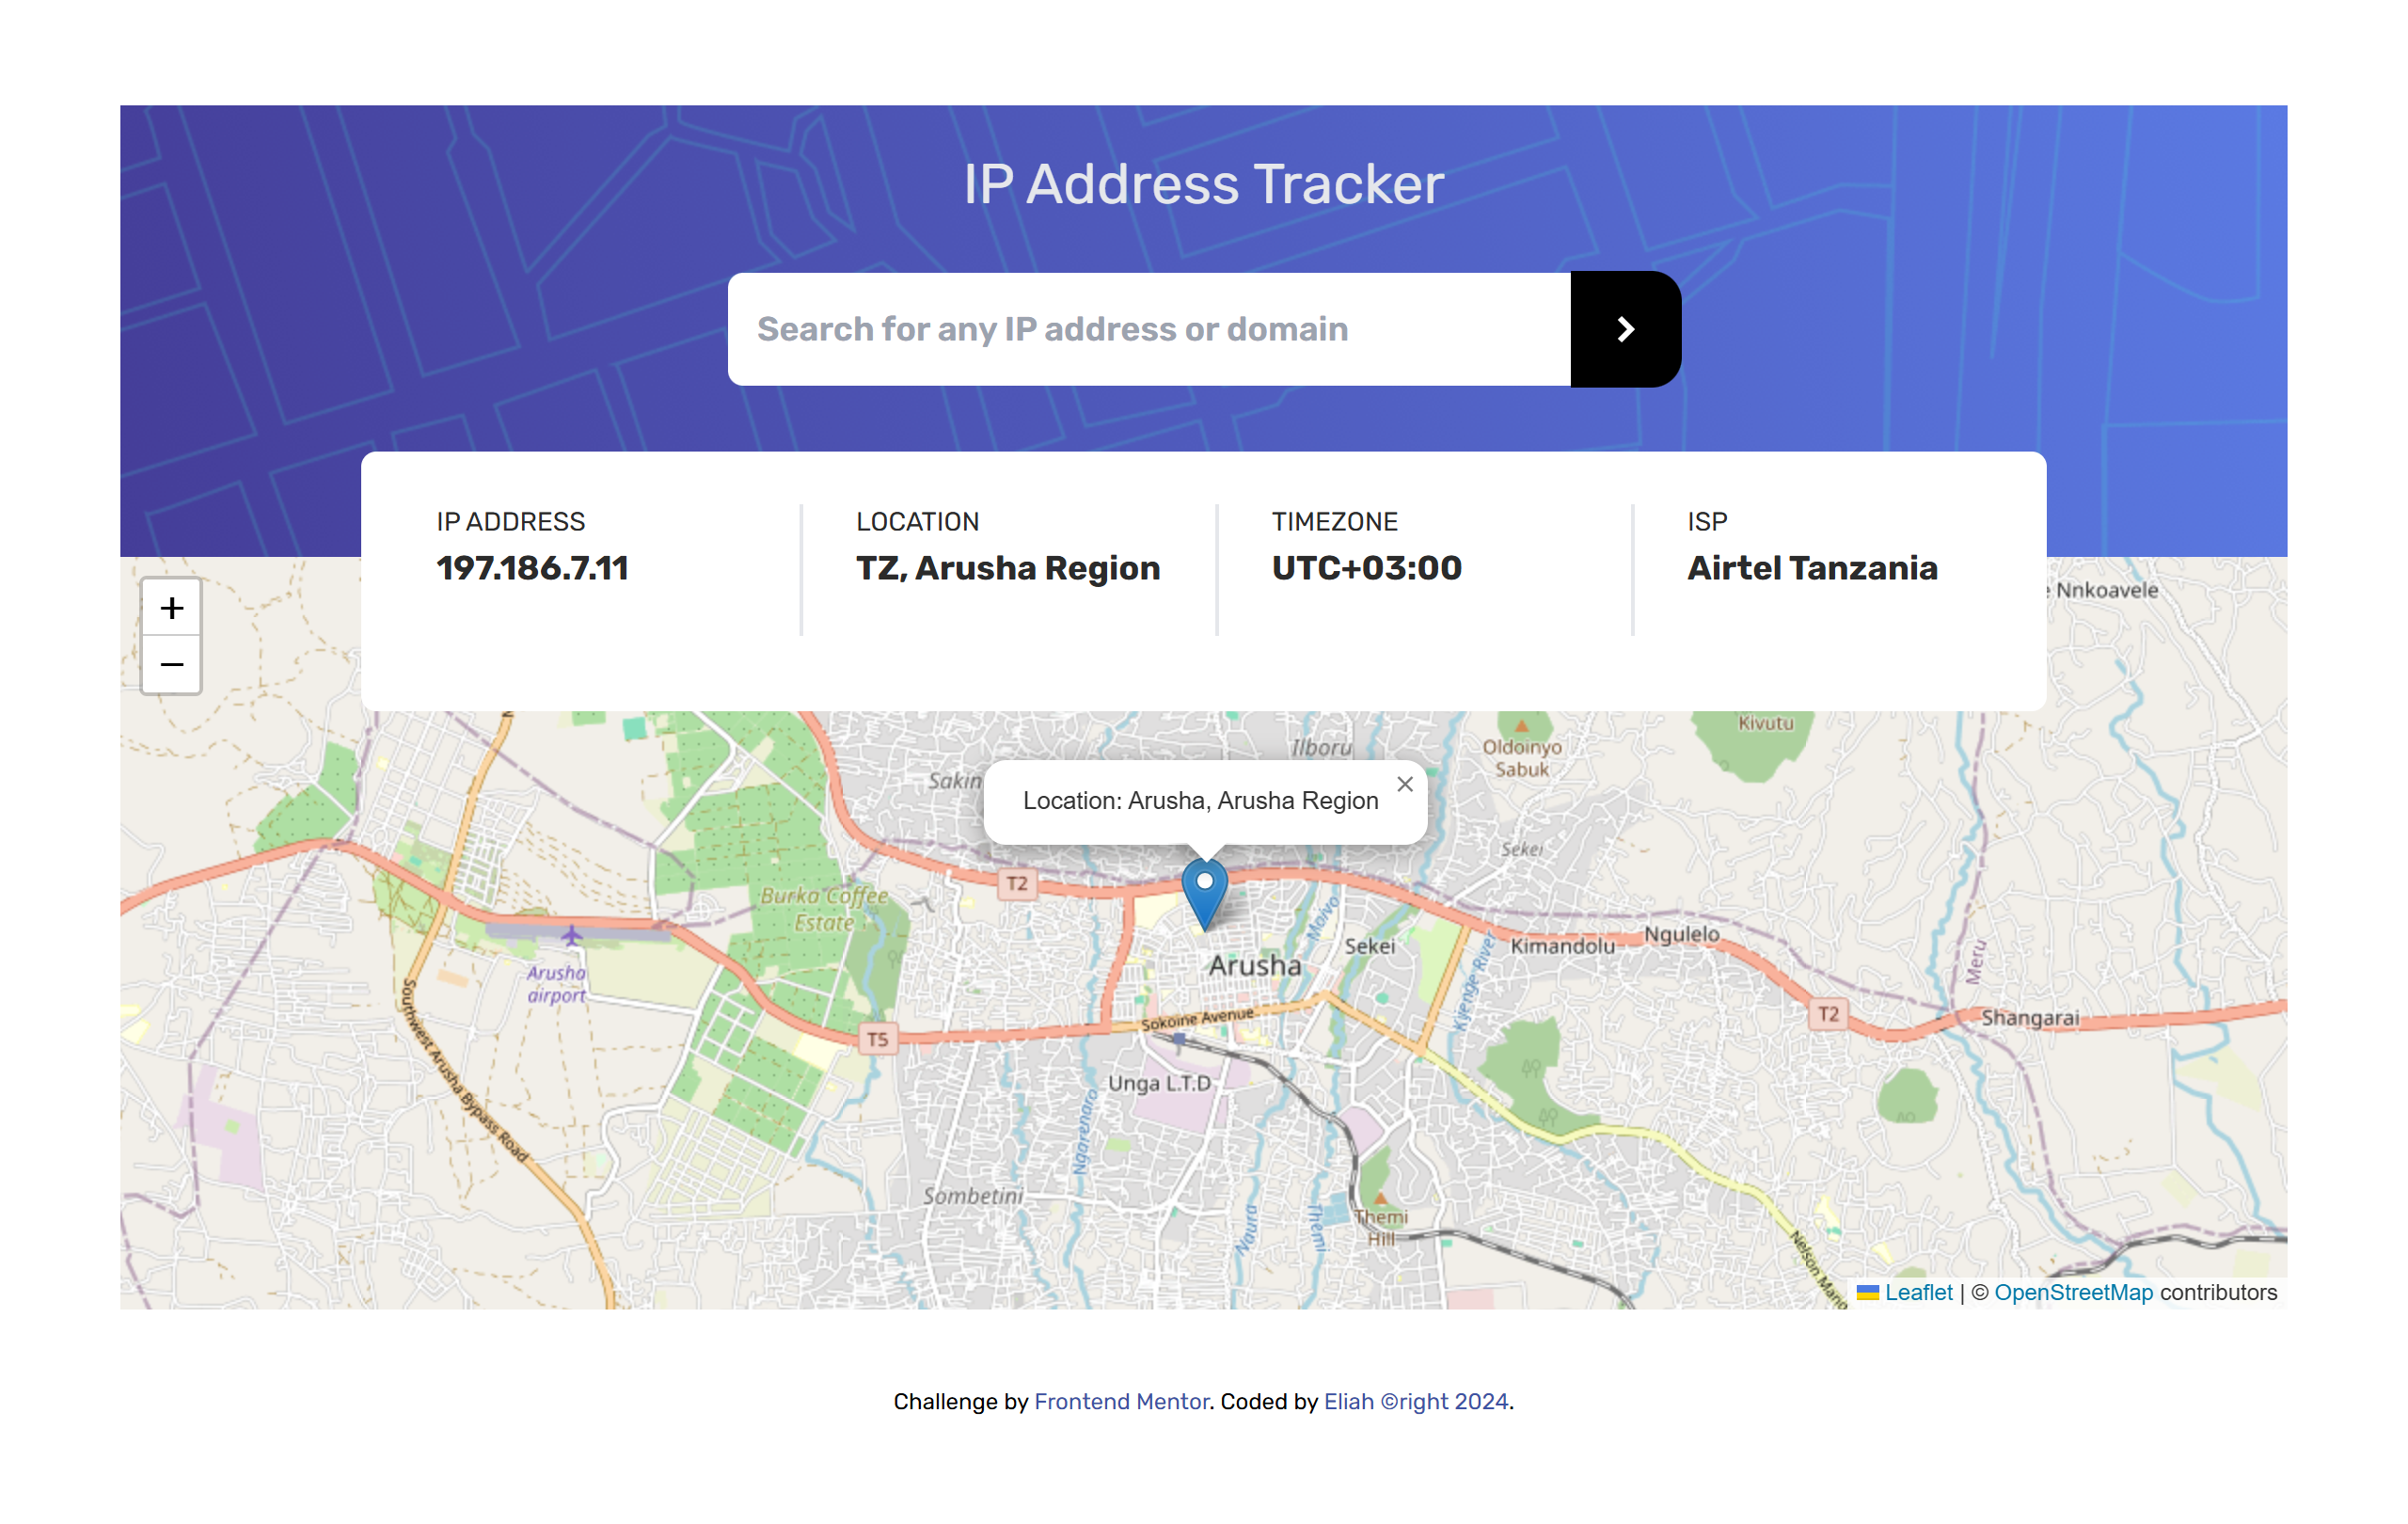 IP Address Tracker
Search for any IP address or domain
IP ADDRESS
197.186.7.11
LOCATION
TZ, Arusha Region
TIMEZONE
UTC+03:00
ISP
Airtel Tanzania
+
−
Nnkoavele
Kivutu
Ilboru
Oldoinyo
Sabuk
Sakin
Location: Arusha, Arusha Region ×
Sekei
T2
Burka Coffee
Estate
Moivo
Sekei
Kimandolu
Ngulelo
Arusha
Meru
Arusha
airport
Kijenge River
Southwest Arusha Bypass Road
T2
Shangarai
Sokoine Avenue
T5
Unga L.T.D
Ngarenaro
Sombetini
Naura
Themi
Themi
Hill
Nelson Mand
Leaflet | © OpenStreetMap contributors
Challenge by Frontend Mentor. Coded by Eliah ©right 2024.